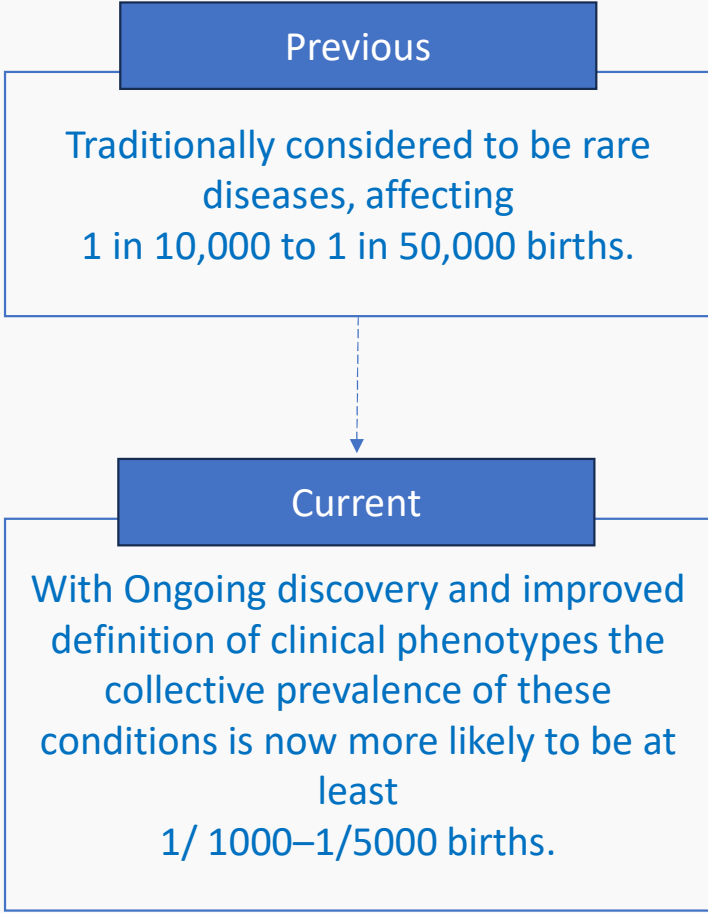 Previous
Traditionally considered to be rare
diseases, affecting
1 in 10,000 to 1 in 50,000 births.
Current
With Ongoing discovery and improved
definition of clinical phenotypes the
collective prevalence of these
conditions is now more likely to be at
least
1/ 1000–1/5000 births.